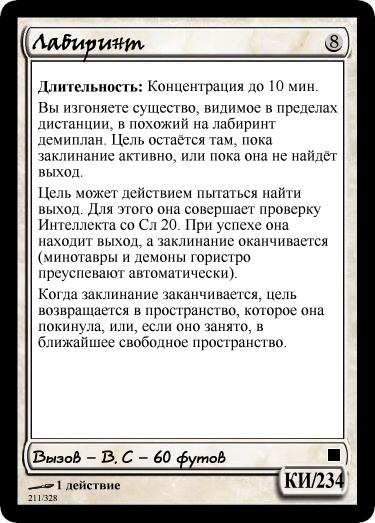 Лабиринт 8
Длительность: Концентрация до 10 мин.
Вы изгоняете существо, видимое в пределах
дистанции, в похожий на лабиринт
демиплан. Цель остаётся там, пока
заклинание активно, или пока она не найдёт
выход.
Цель может действием пытаться найти
выход. Для этого она совершает проверку
Интеллекта со Сл 20. При успехе она
находит выход, а заклинание оканчивается
(минотавры и демоны гористро
преуспевают автоматически).
Когда заклинание заканчивается, цель
возвращается в пространство, которое она
покинула, или, если оно занято, в
ближайшее свободное пространство.
Вызов – В, С – 60 футов
1 действие
КИ/234
211/328